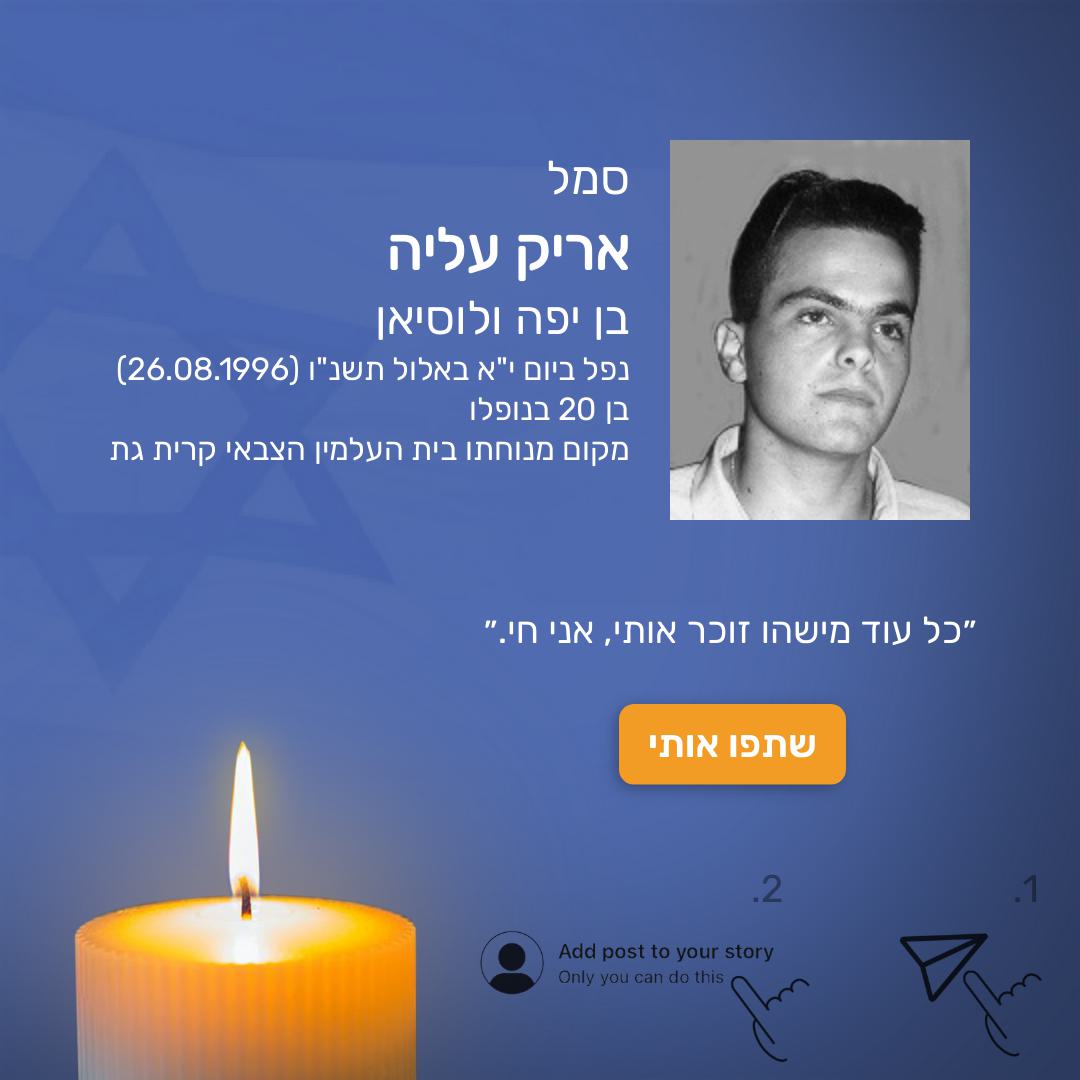 סמל
אריק עליה
בן יפה ולוסיאן
נפל ביום י"א באלול תשנ"ו (26.08.1996)
בן 20 בנופלו
מקום מנוחתו בית העלמין הצבאי קרית גת
״כל עוד מישהו זוכר אותי, אני חי.״
שתפו אותי
1.
2.
Add post to your story
Only you can do this